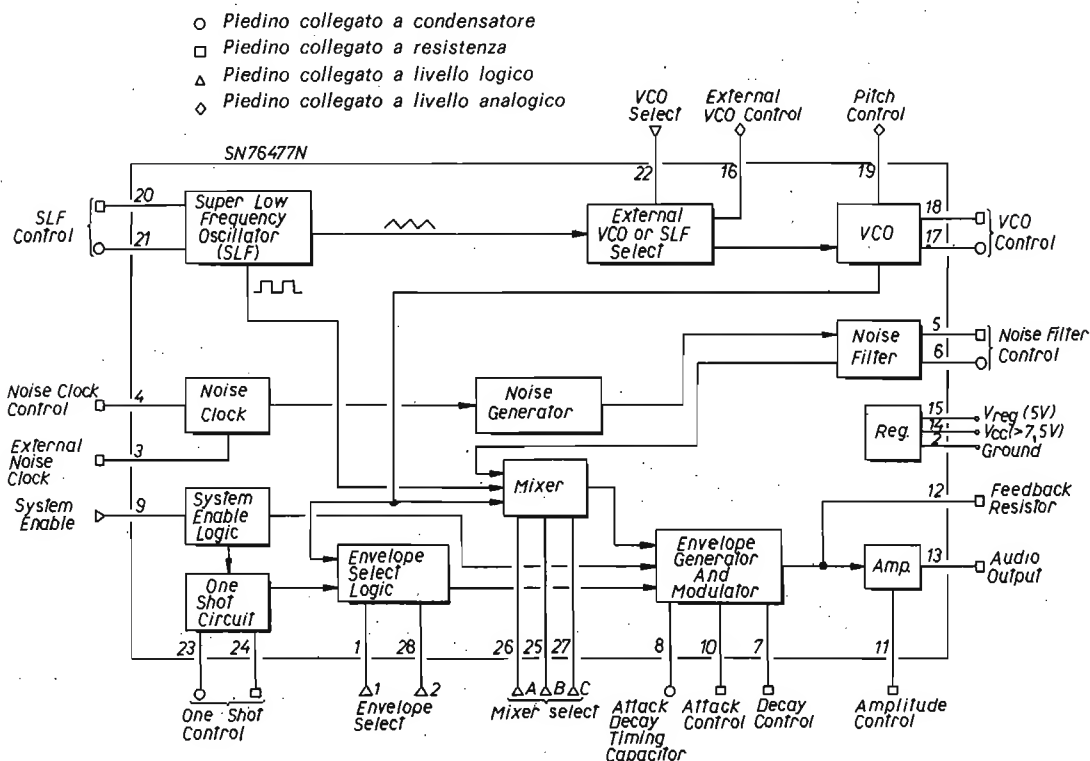 Piedino collegato a condensatore
Piedino collegato a resistenza
Piedino collegato a livello logico
Piedino collegato a livello analogico
VCO
Select
External
VCO Control
Pitch
Control
SN76477N
22
16
19
20
21
SLF
Control
Super Low
Frequency
Oscillator
(SLF)
External
VCO or SLF
Select
VCO
18
17
VCO
Control
Noise
Filter
5
6
Noise Filter
Control
Noise Clock
Control
4
Noise
Clock
Noise
Generator
External
Noise
Clock
3
Reg.
15
14
2
Vreg (5V)
Vcc(>7,5V)
Ground
Mixer
System
Enable
9
System
Enable
Logic
12
Feedback
Resistor
Envelope
Select
Logic
Envelope
Generator
And
Modulator
Amp.
13
Audio
Output
One
Shot
Circuit
23
24
1
28
26
25
27
8
10
7
11
1
2
A
B
C
One Shot
Control
Envelope
Select
Mixer select
Attack
Decay
Timing
Capacitor
Attack
Control
Decay
Control
Amplitude
Control